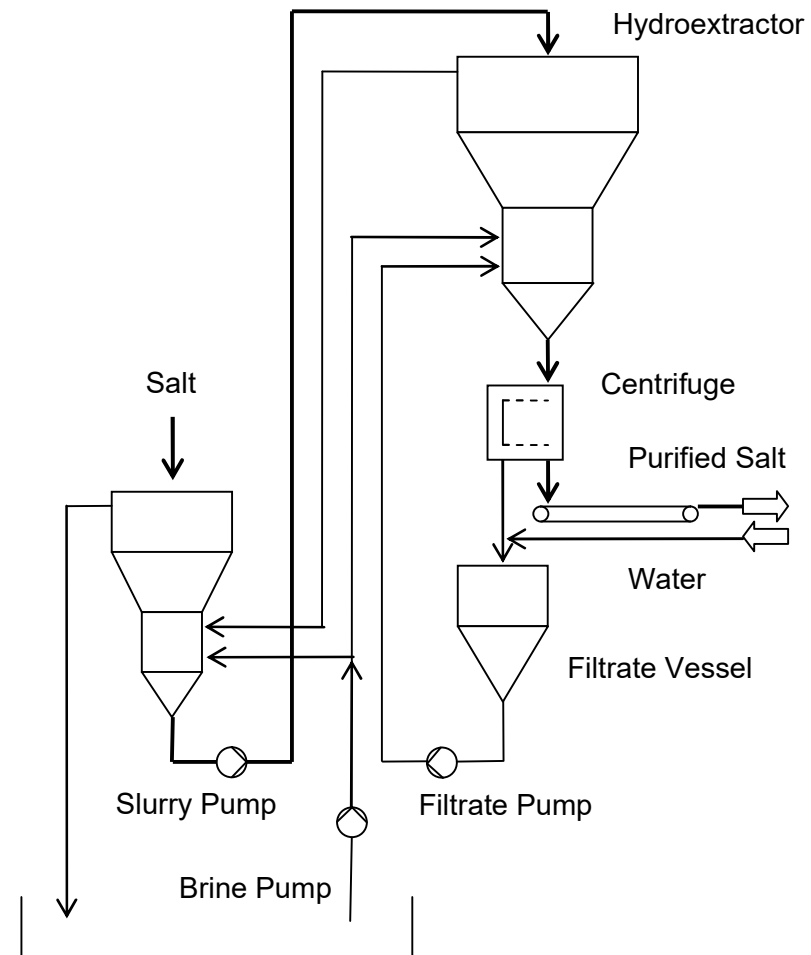 Hydroextractor
Salt
Centrifuge
Purified Salt
Water
Filtrate Vessel
Slurry Pump
Filtrate Pump
Brine Pump